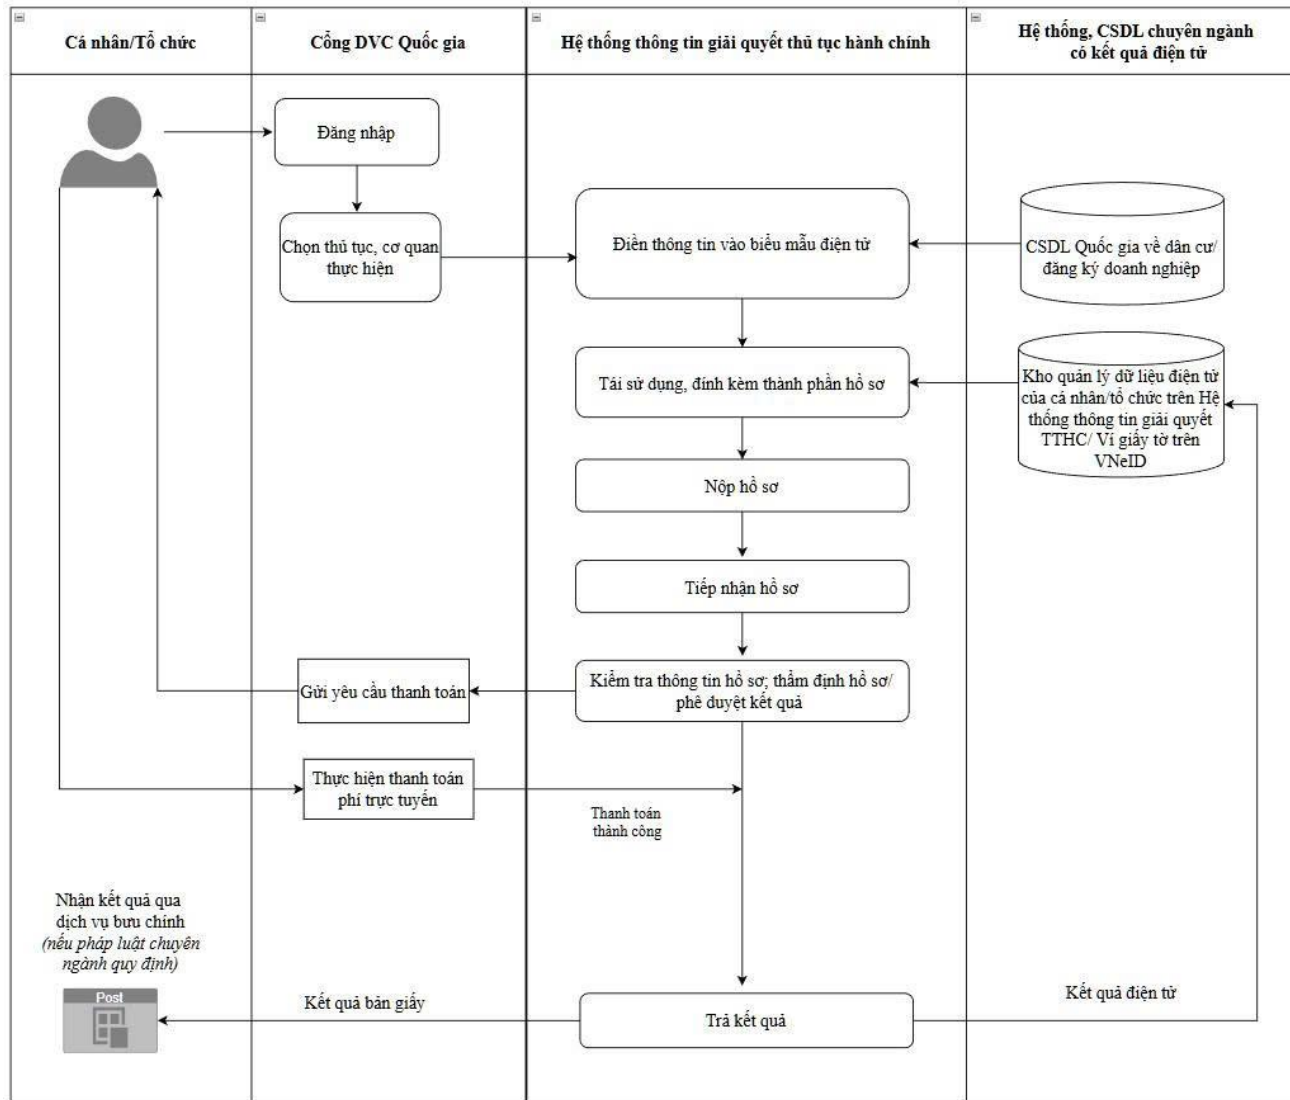 Cá nhân/Tổ chức
Cổng DVC Quốc gia
Hệ thống thông tin giải quyết thủ tục hành chính
Hệ thống, CSDL chuyên ngành
có kết quả điện tử
Đăng nhập
Chọn thủ tục, cơ quan
thực hiện
Điền thông tin vào biểu mẫu điện tử
CSDL Quốc gia về dân cư/
đăng ký doanh nghiệp
Tái sử dụng, đính kèm thành phần hồ sơ
Kho quản lý dữ liệu điện tử
của cá nhân/tổ chức trên Hệ
thống thông tin giải quyết
TTHC/ Ví giấy tờ trên
VNeID
Nộp hồ sơ
Tiếp nhận hồ sơ
Kiểm tra thông tin hồ sơ; thẩm định hồ sơ/
phê duyệt kết quả
Gửi yêu cầu thanh toán
Thực hiện thanh toán
phí trực tuyến
Thanh toán
thành công
Nhận kết quả qua
dịch vụ bưu chính
(nếu pháp luật chuyên
ngành quy định)
Post
Kết quả bản giấy
Trả kết quả
Kết quả điện tử